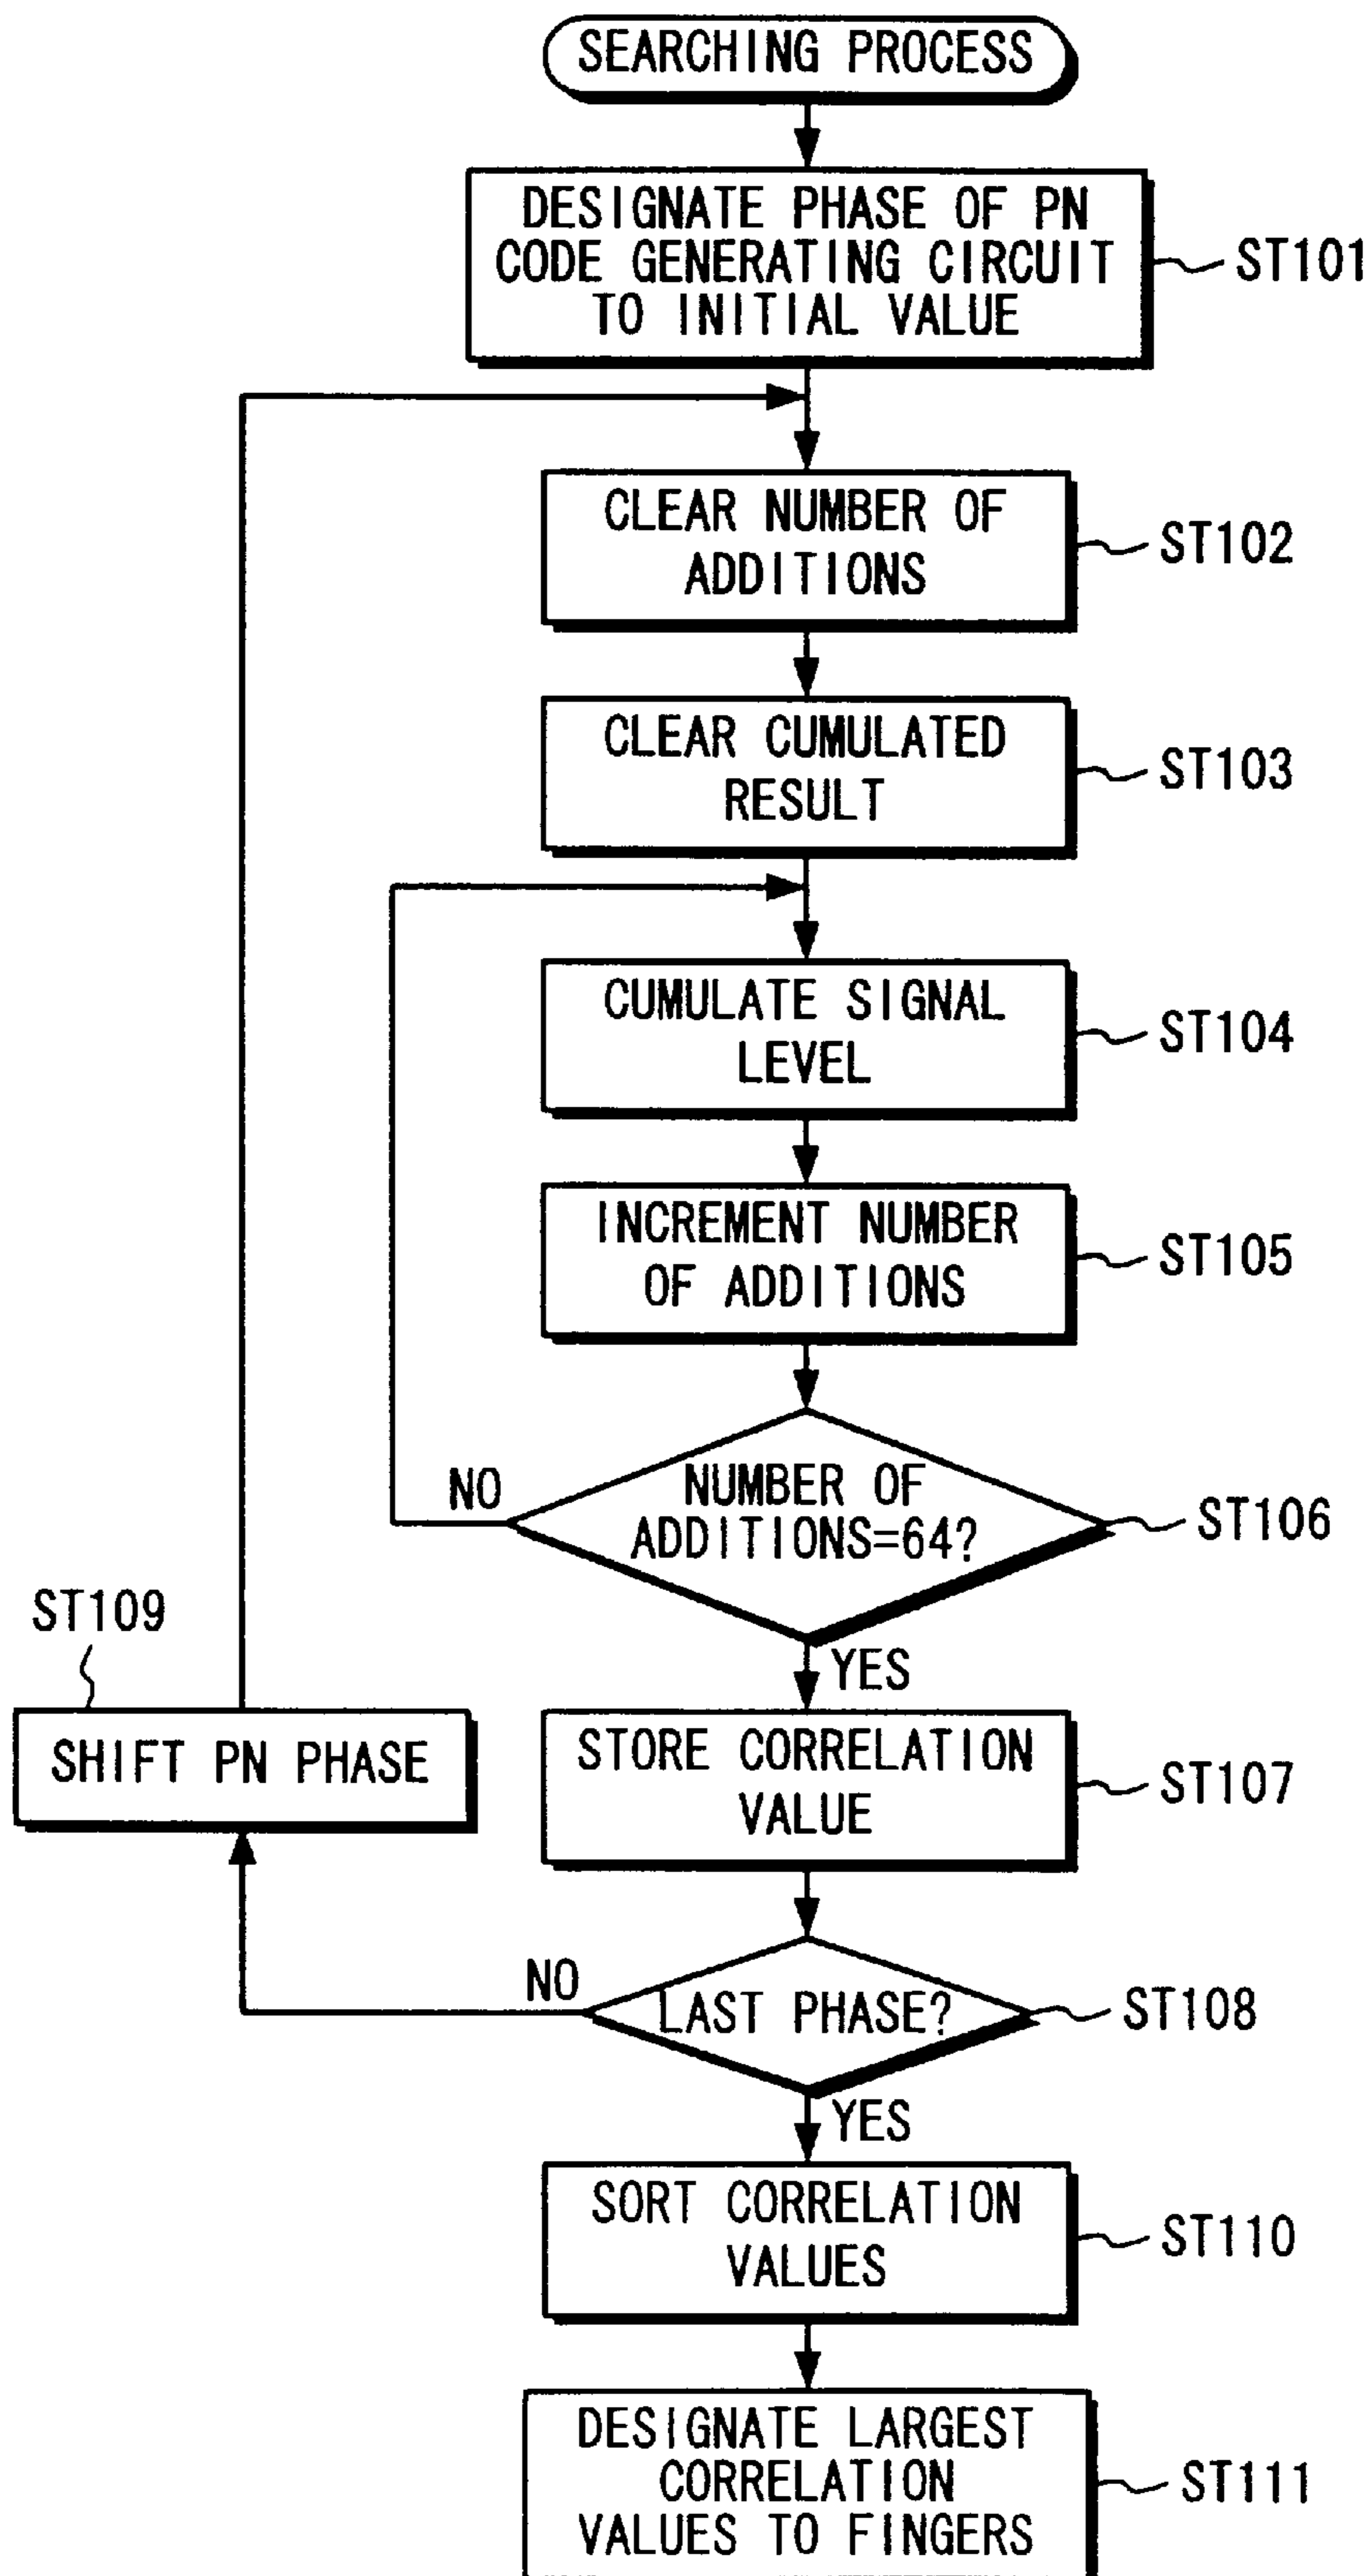 SEARCHING PROCESS
DESIGNATE PHASE OF PN
CODE GENERATING CIRCUIT
TO INITIAL VALUE
ST101
CLEAR NUMBER OF
ADDITIONS
ST102
CLEAR CUMULATED
RESULT
ST103
CUMULATE SIGNAL
LEVEL
ST104
INCREMENT NUMBER
OF ADDITIONS
ST105
NUMBER OF
ADDITIONS=64?
NO
ST106
YES
ST109
SHIFT PN PHASE
STORE CORRELATION
VALUE
ST107
NO
LAST PHASE?
ST108
YES
SORT CORRELATION
VALUES
ST110
DESIGNATE LARGEST
CORRELATION
VALUES TO FINGERS
ST111